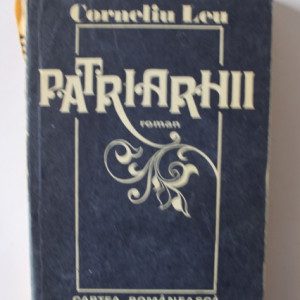 Corneliu Leu
PATRIARHII
roman
CARTEA ROMÂNEASCĂ